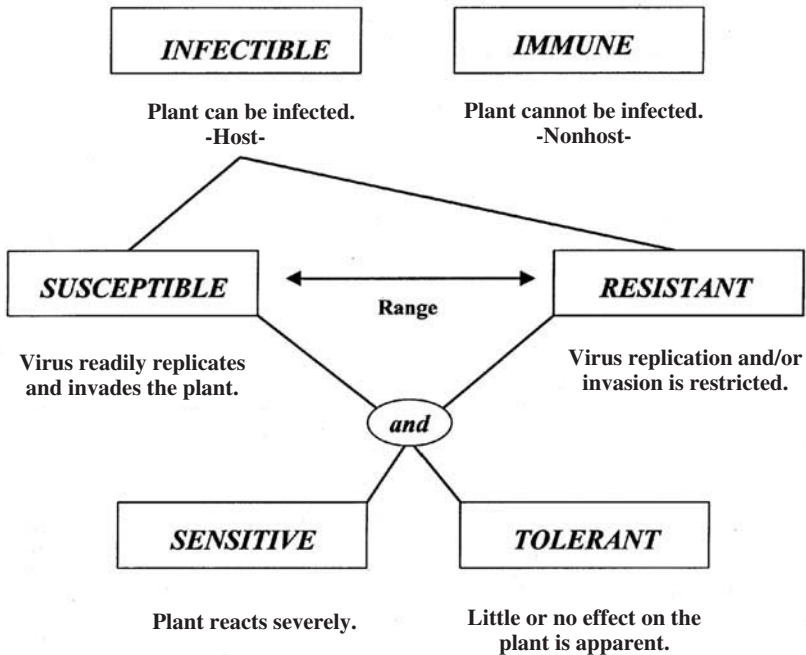 INFECTIBLE
IMMUNE
Plant can be infected.
-Host-
Plant cannot be infected.
-Nonhost-
SUSCEPTIBLE
Range
RESISTANT
Virus readily replicates
and invades the plant.
Virus replication and/or
invasion is restricted.
and
SENSITIVE
TOLERANT
Plant reacts severely.
Little or no effect on the
plant is apparent.